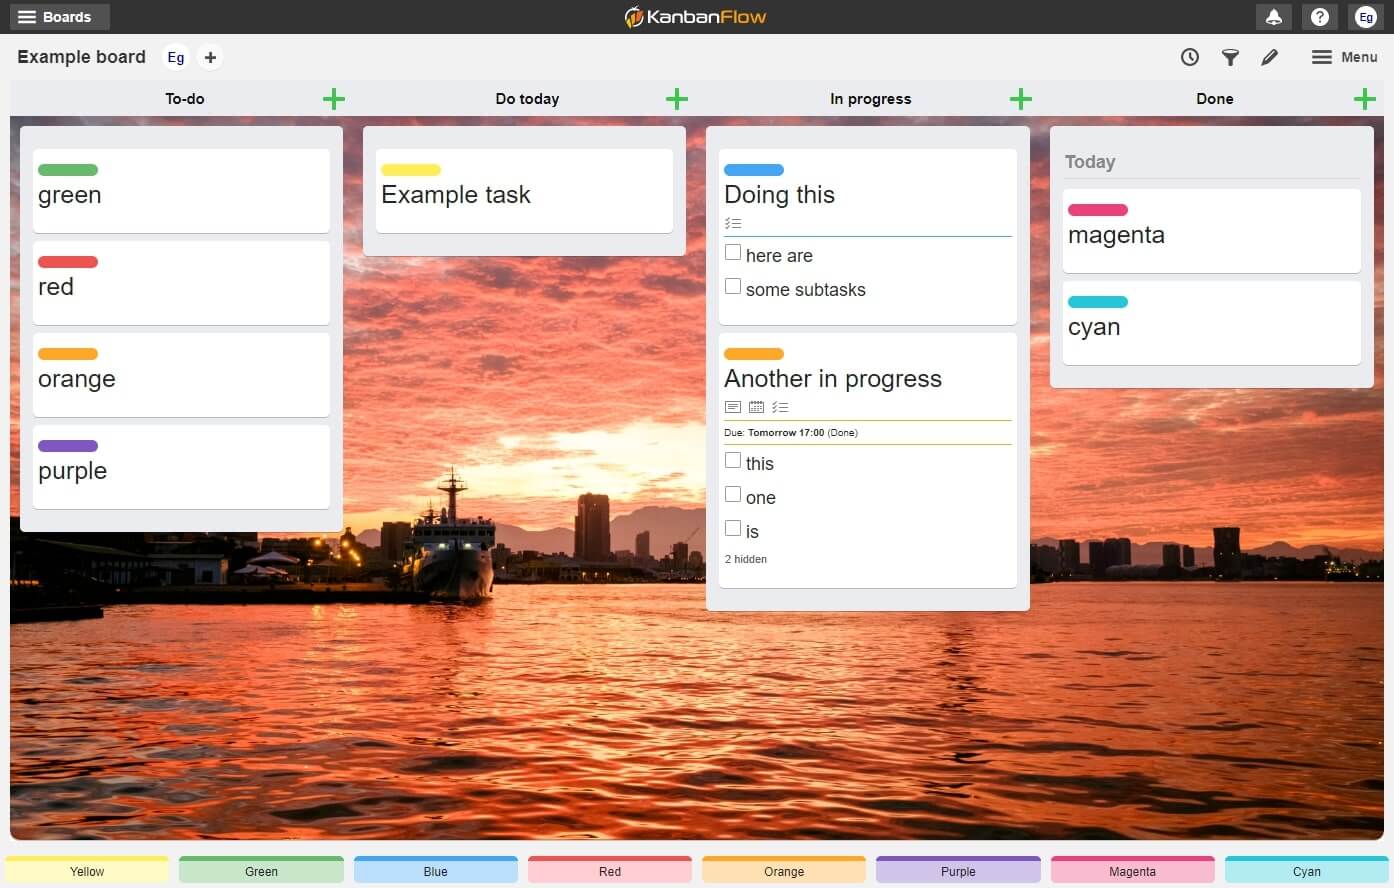 Boards
KanbanFlow
Eg
Example board
Eg
Menu
To-do
Do today
In progress
Done
green
red
orange
purple
Example task
Doing this
here are
some subtasks
Another in progress
Due: Tomorrow 17:00 (Done)
this
one
is
2 hidden
Today
magenta
cyan
Yellow
Green
Blue
Red
Orange
Purple
Magenta
Cyan